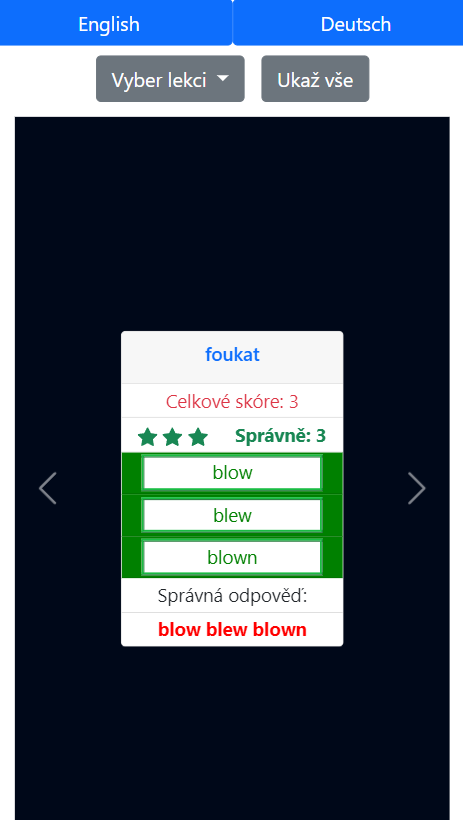 English Deutsch
Vyber lekci Ukaž vše
foukat
Celkové skóre: 3
Správně: 3
blow
blew
blown
Správná odpověď:
blow blew blown